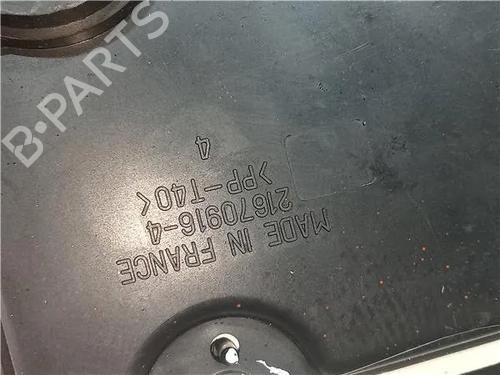 MADE IN FRANCE
21670916-4
>PP-T40<
4
B-PARTS